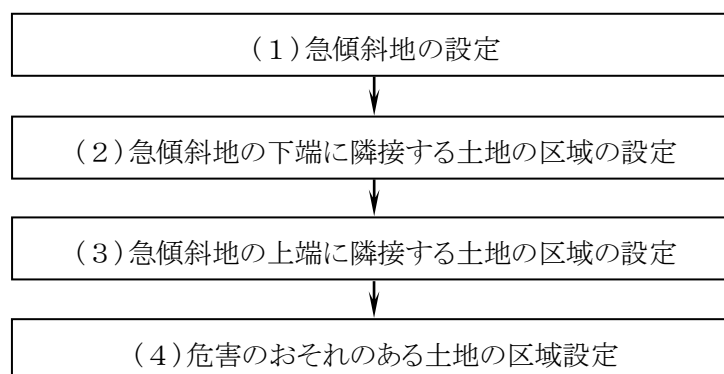 (1)急傾斜地の設定
(2)急傾斜地の下端に隣接する土地の区域の設定
(3)急傾斜地の上端に隣接する土地の区域の設定
(4)危害のおそれのある土地の区域設定